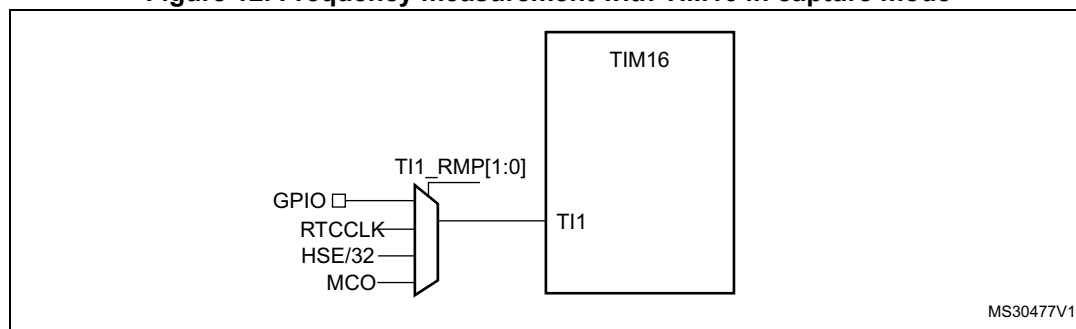 Figure 12. Frequency measurement with TIM16 in capture mode
TIM16
TI1_RMP[1:0]
GPIO
RTCCLK
TI1
HSE/32
MCO
MS30477V1